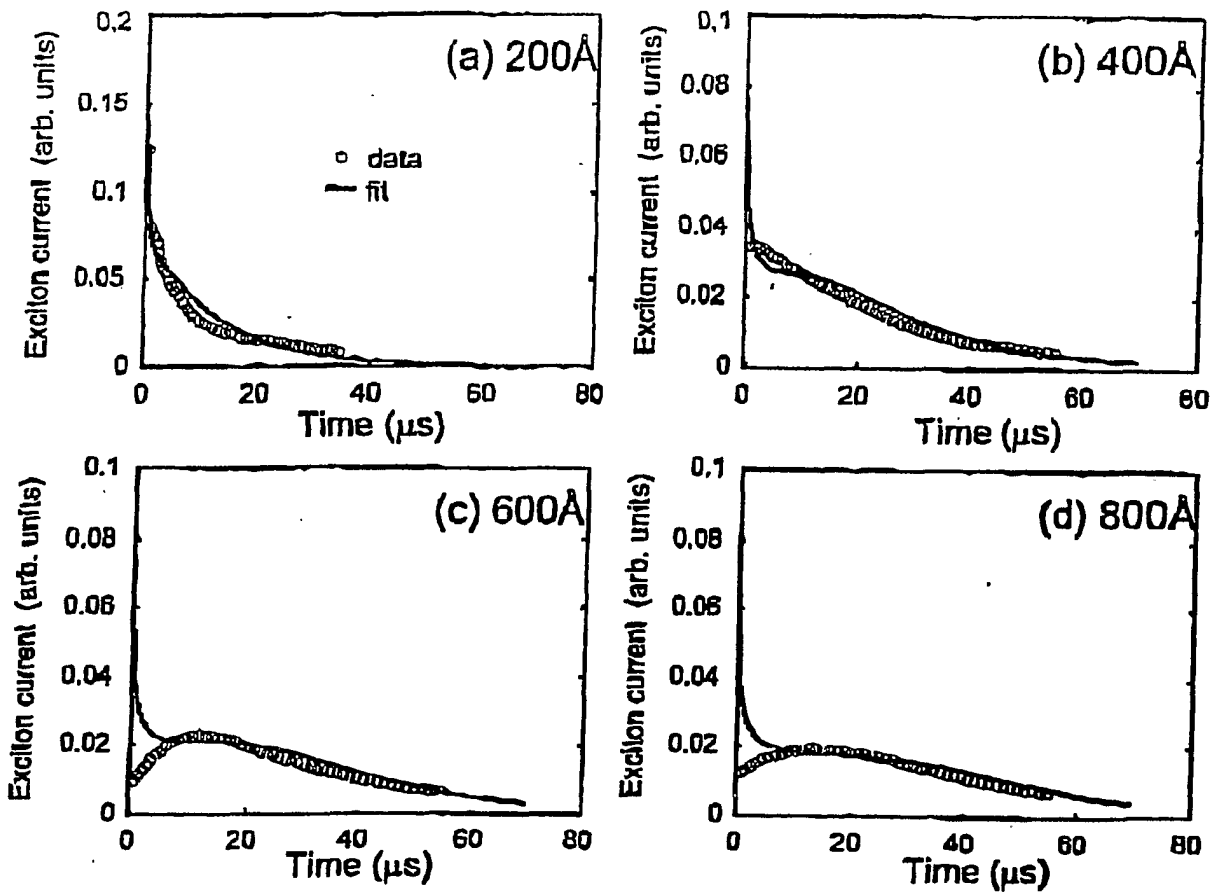 (a) 200Å
Exciton current (arb. units)
0,2
0.15
0.1
0.05
0
data
fit
0 20 40 60 80
Time (µs)
(b) 400Å
Exciton current (arb. units)
0,1
0.08
0.06
0.04
0.02
0
0 20 40 60 80
Time (µs)
(c) 600Å
Exciton current (arb. units)
0.1
0.08
0.06
0.04
0.02
0
0 20 40 60 80
Time (µs)
(d) 800Å
Exciton current (arb. units)
0.1
0.08
0.06
0.04
0.02
0
0 20 40 60 80
Time (µs)